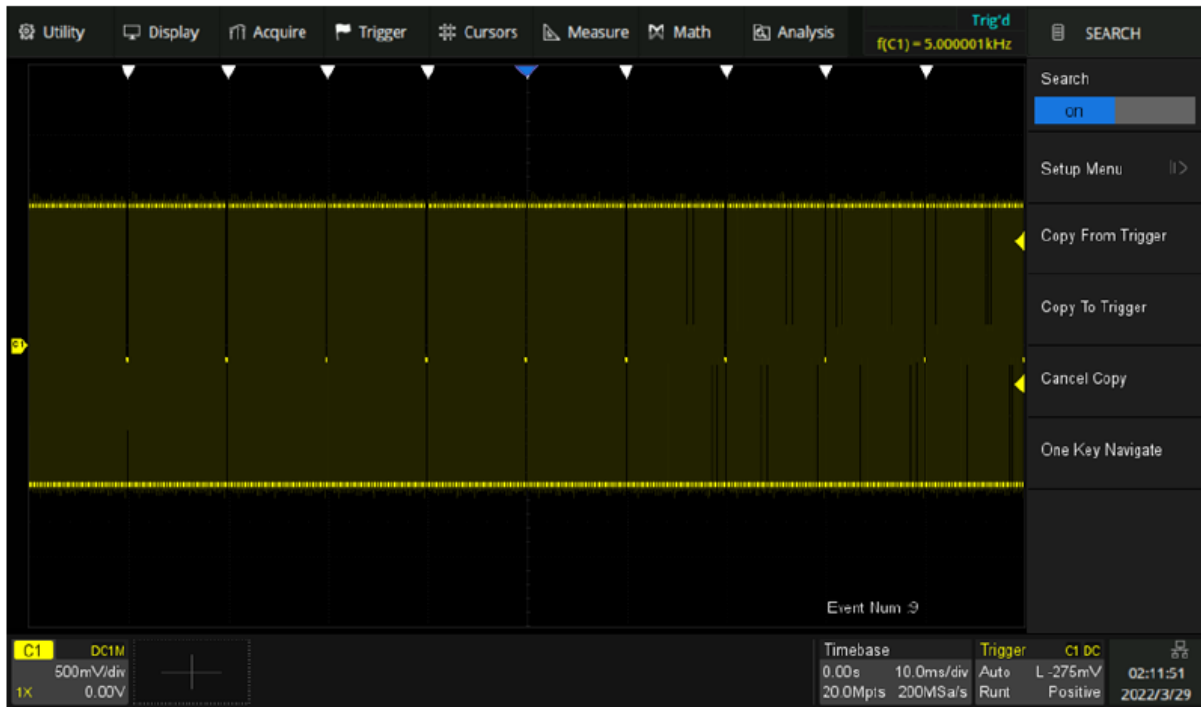 Utility Display Acquire Trigger Cursors Measure Math Analysis Trig'd SEARCH
f(C1) = 5.000001kHz
Search
on
Setup Menu
Copy From Trigger
Copy To Trigger
C1
Cancel Copy
One Key Navigate
Event Num :9
C1 DC1M Timebase Trigger C1 DC
500mV/div 0.00s 10.0ms/div Auto L -275mV 02:11:51
1X 0.00V 20.0Mpts 200MSa/s Runt Positive 2022/3/29